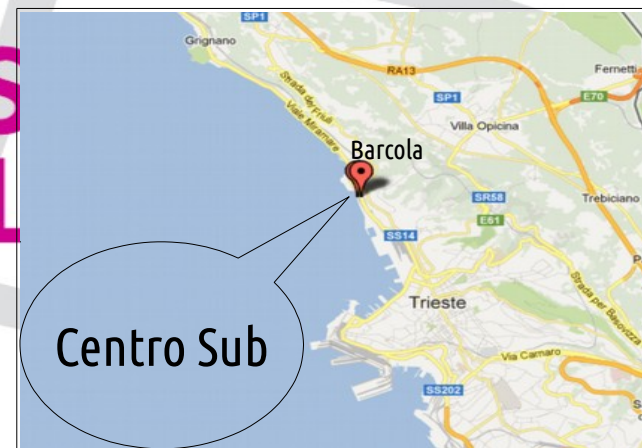 SP1
Grignano
RA13
Fernetti
Strada del Friuli
Viale Miramare
SP1
E70
Villa Opicina
Barcola
SR58
Trebiciano
E61
SS14
Trieste
Strada per Basovizza
Centro Sub
Via Carnaro
SS202